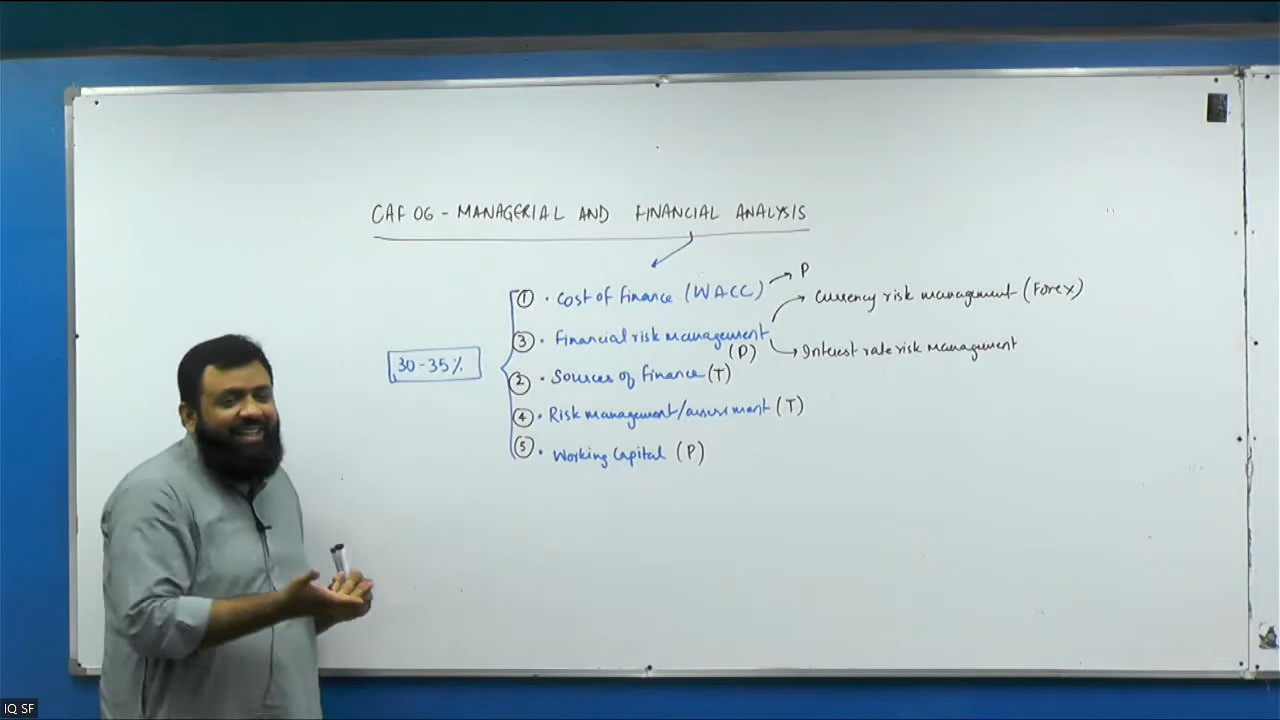 CAF 06 - MANAGERIAL AND FINANCIAL ANALYSIS
30-35%
① • Cost of finance (WACC) → P
③ • Financial risk management (P)
→ Currency risk management (Forex)
→ Interest rate risk management
② • Sources of finance (T)
④ • Risk management/assessment (T)
⑤ • Working Capital (P)
IQ SF